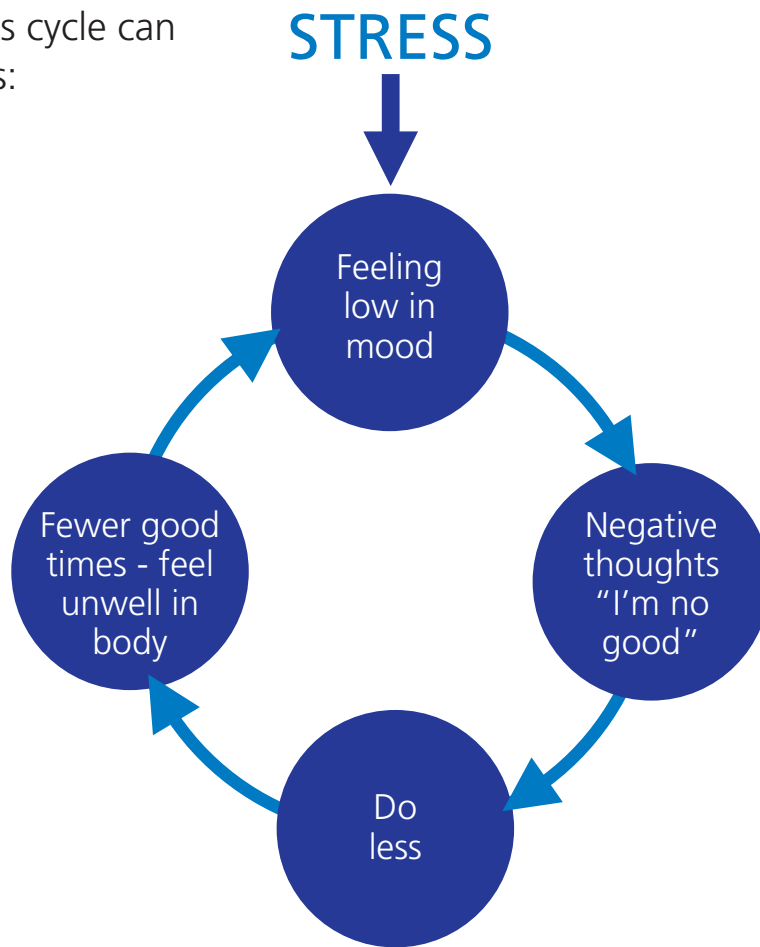 s cycle can
s:
STRESS
Feeling
low in
mood
Negative
thoughts
“I’m no
good”
Do
less
Fewer good
times - feel
unwell in
body